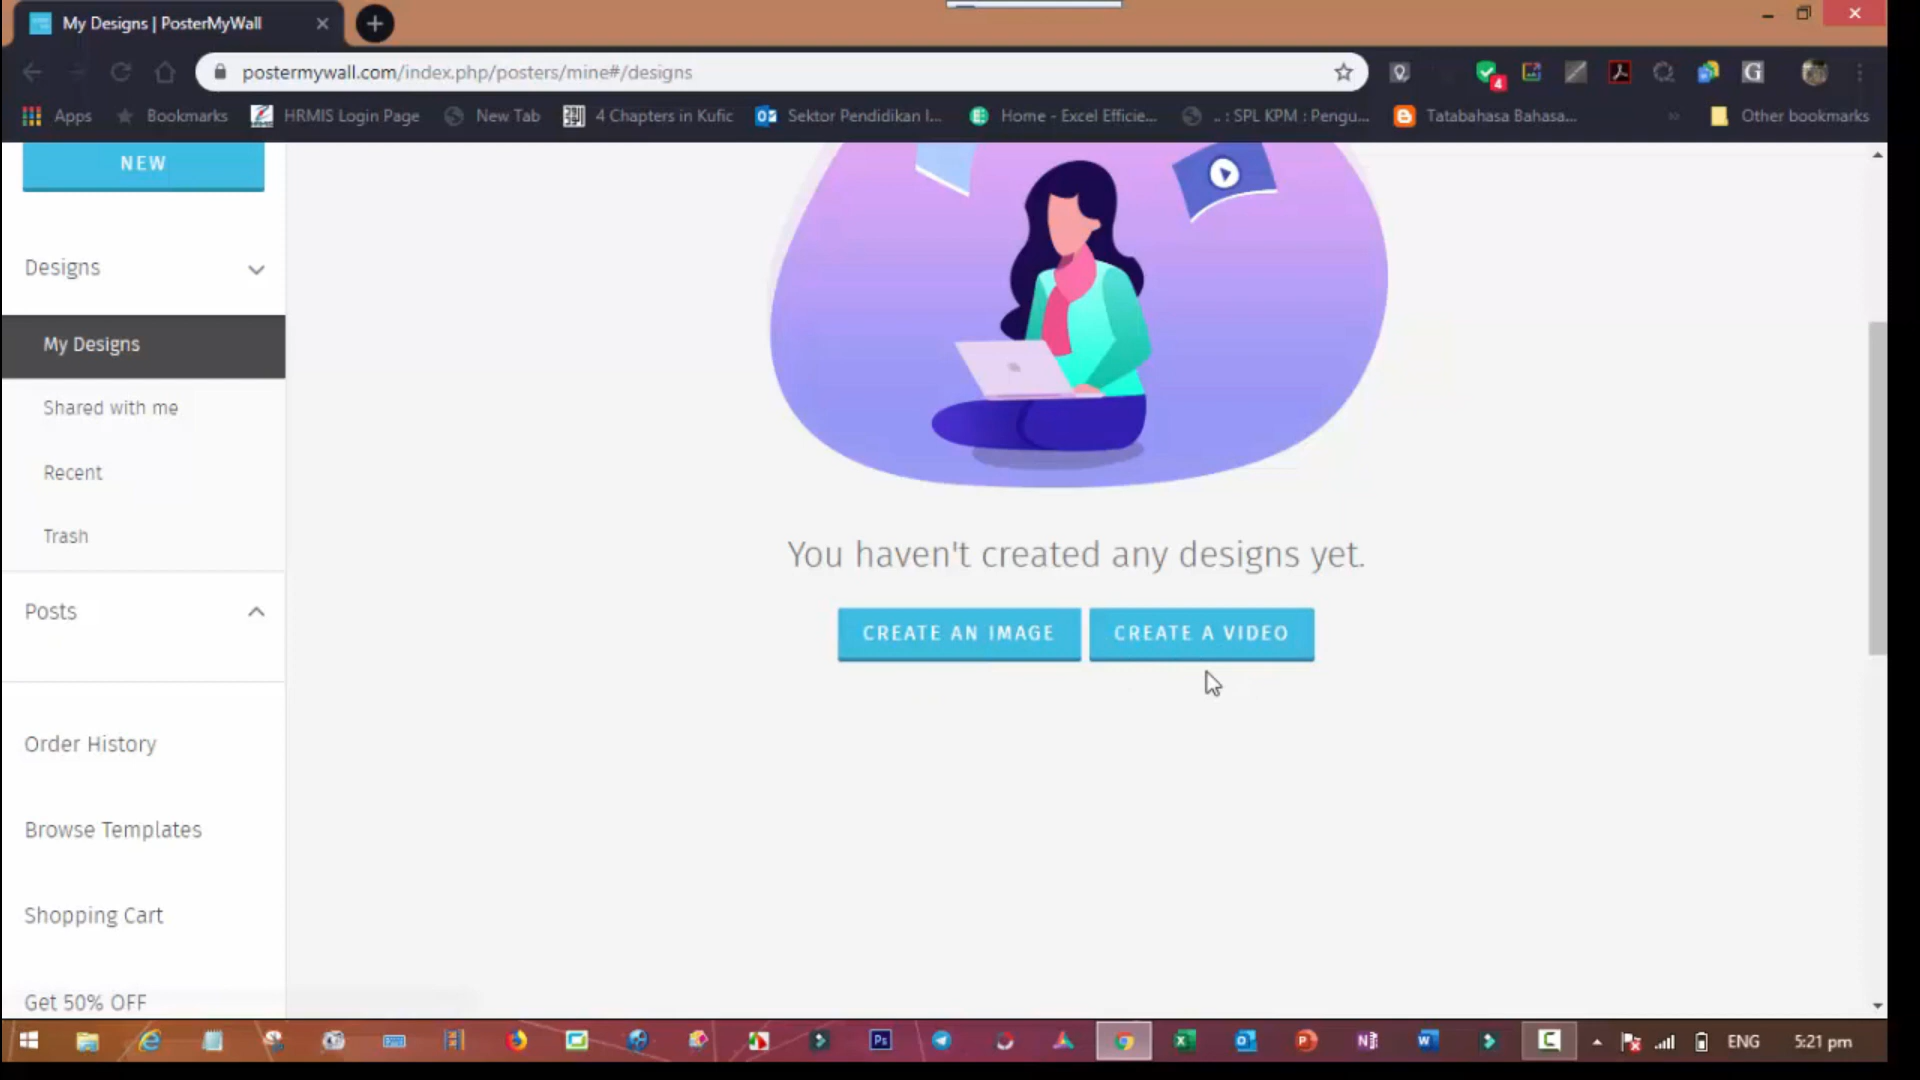 My Designs | PosterMyWall
postermywall.com/index.php/posters/mine#/designs
4
G
Apps
Bookmarks
HRMIS Login Page
New Tab
4 Chapters in Kufic
Sektor Pendidikan I...
Home - Excel Efficie...
.. : SPL KPM : Pengu...
Tatabahasa Bahasa...
Other bookmarks
NEW
Designs
My Designs
Shared with me
Recent
Trash
Posts
Order History
Browse Templates
Shopping Cart
Get 50% OFF
You haven't created any designs yet.
CREATE AN IMAGE
CREATE A VIDEO
Ps
ENG
5:21 pm